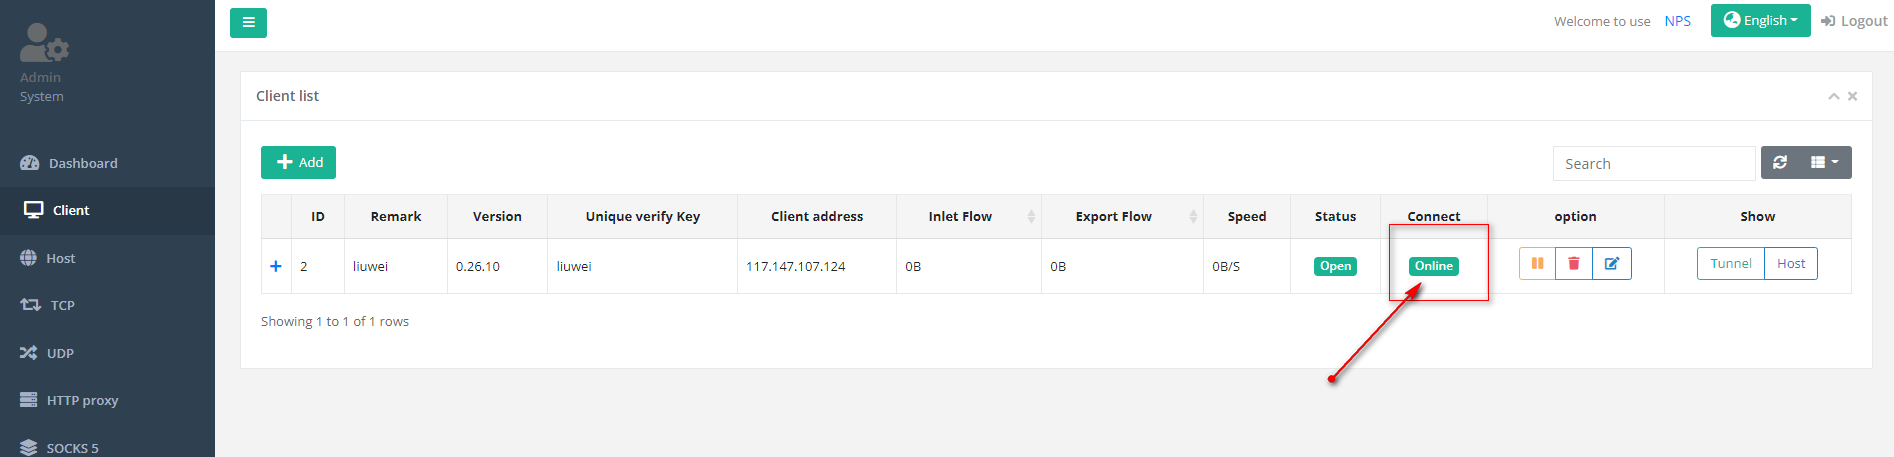 Welcome to use NPS English Logout
Admin
System
Dashboard
Client
Host
TCP
UDP
HTTP proxy
SOCKS 5
Client list
Add
Search
ID Remark Version Unique verify Key Client address Inlet Flow Export Flow Speed Status Connect option Show
2 liuwei 0.26.10 liuwei 117.147.107.124 0B 0B 0B/S Open Online Tunnel Host
Showing 1 to 1 of 1 rows